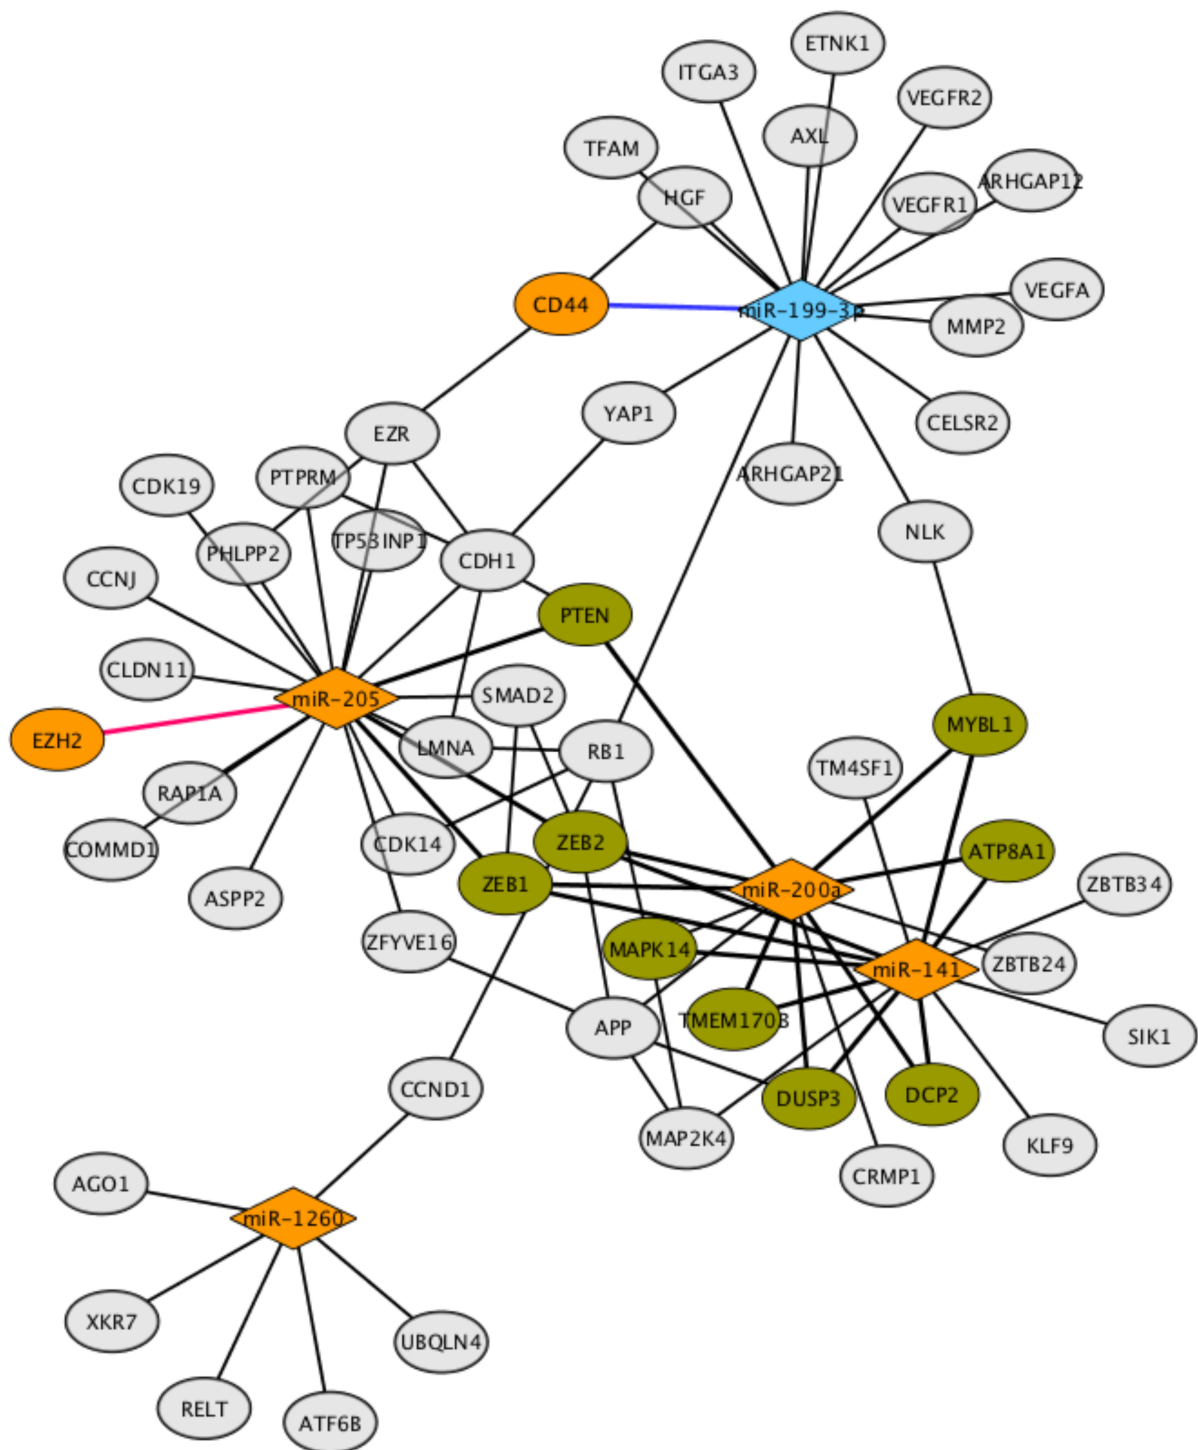 ETNK1
ITGA3
VEGFR2
AXL
TFAM
ARHGAP12
HGF
VEGFR1
VEGFA
CD44
miR-199-3p
MMP2
YAP1
CELSR2
EZR
PTPRM
ARHGAP21
CDK19
NLK
TP53INP1
PHLPP2
CDH1
CCNJ
PTEN
CLDN11
miR-205
SMAD2
MYBL1
EZH2
LMNA
RB1
TM4SF1
RAP1A
COMMD1
CDK14
ZEB2
ATP8A1
ZEB1
miR-200a
ZBTB34
ASPP2
ZFYVE16
MAPK14
ZBTB24
miR-141
TMEM170B
APP
SIK1
CCND1
DUSP3
DCP2
MAP2K4
KLF9
CRMP1
AGO1
miR-1260
XKR7
UBQLN4
RELT
ATF6B